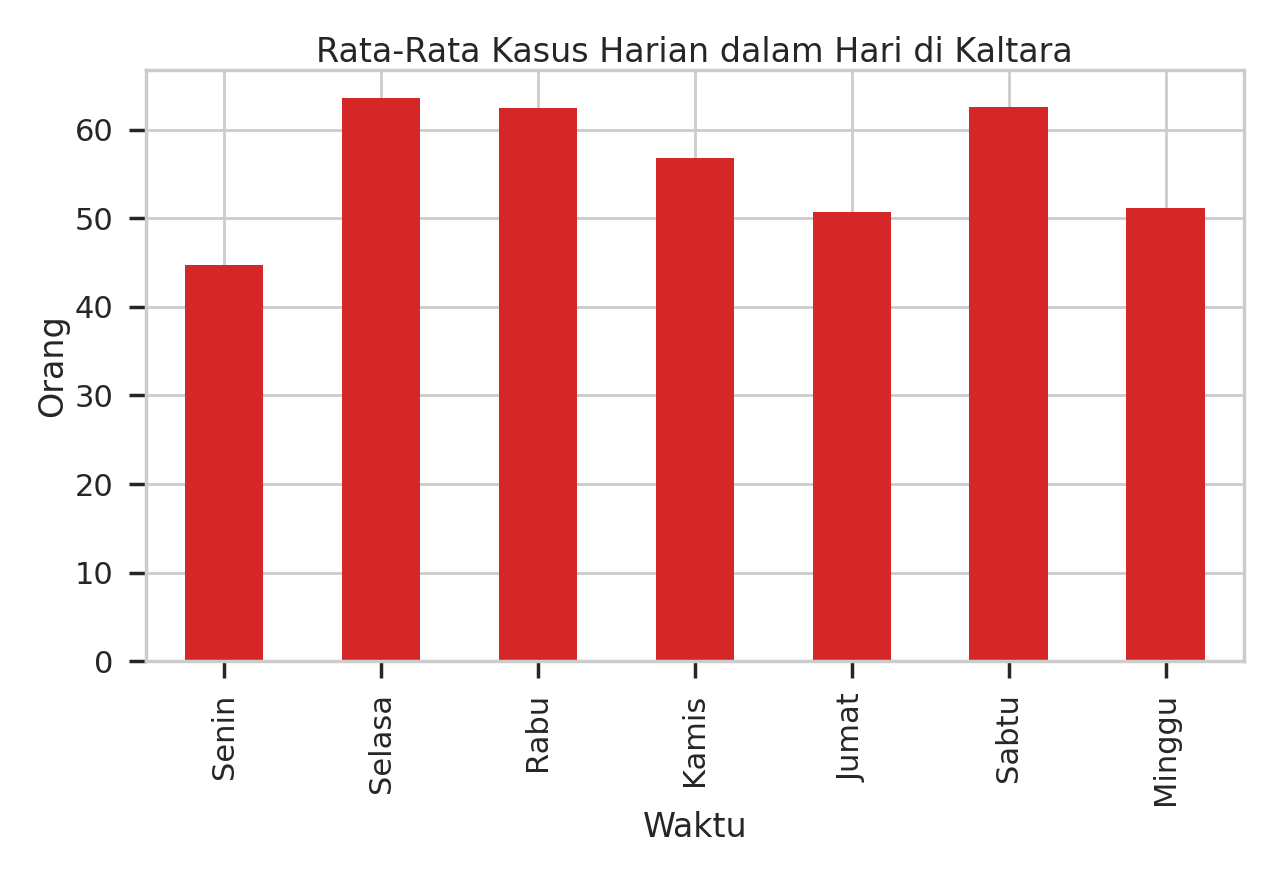 Rata-Rata Kasus Harian dalam Hari di Kaltara
Orang
60
50
40
30
20
10
0
Senin
Selasa
Rabu
Kamis
Jumat
Sabtu
Minggu
Waktu